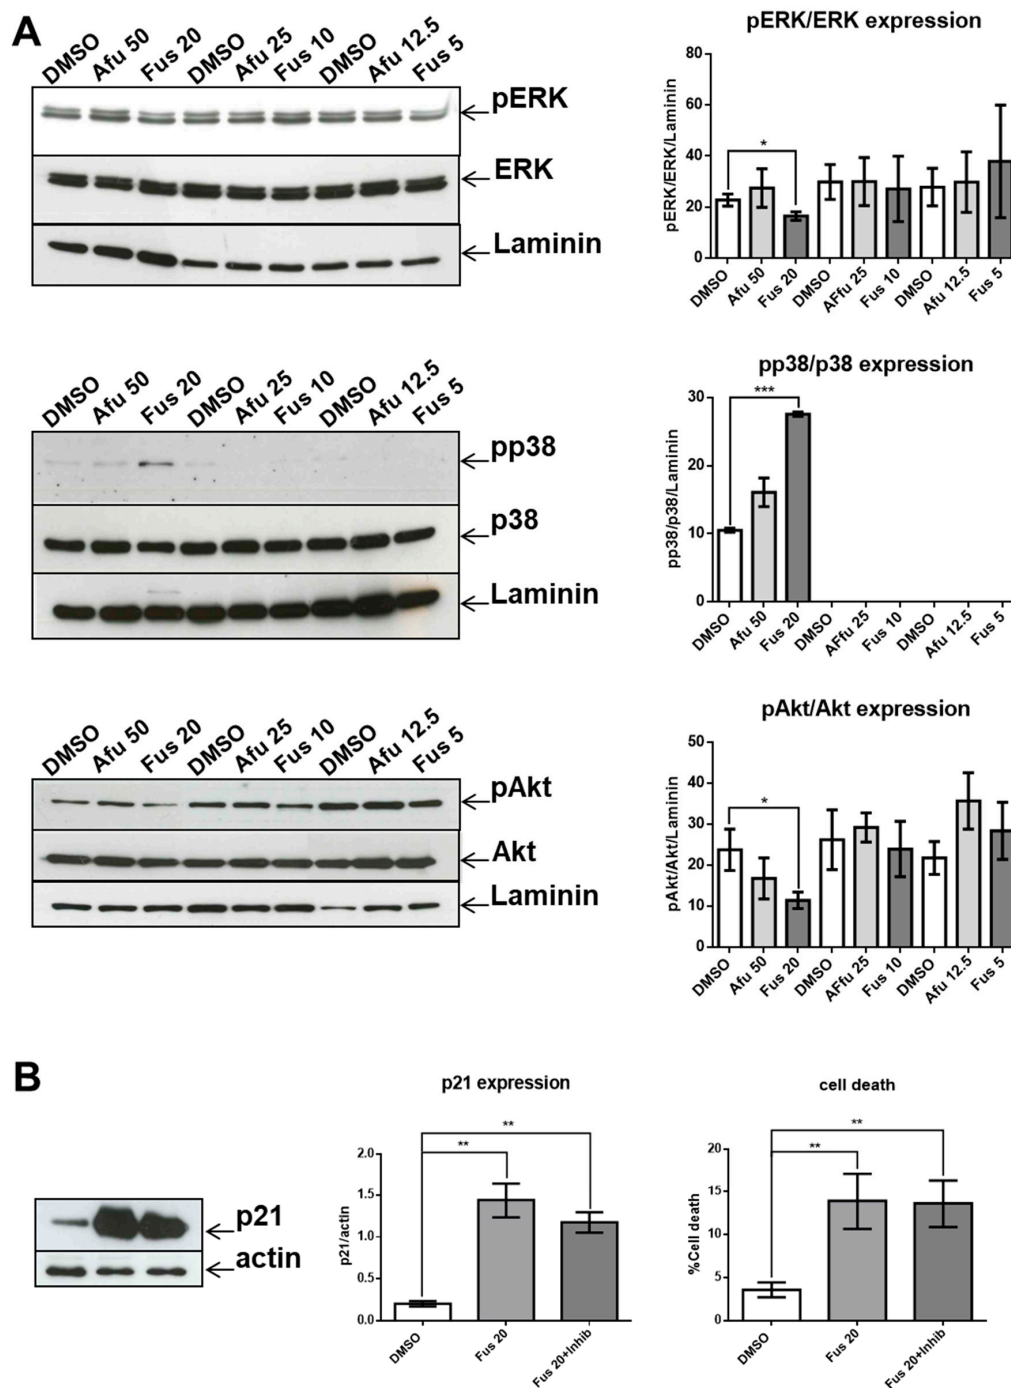 A
DMSO Afu 50 Fus 20 DMSO Afu 25 Fus 10 DMSO Afu 12.5 Fus 5
pERK
ERK
Laminin
pERK/ERK expression
pERK/ERK/Laminin
80
60
40
20
0
*
DMSO Afu 50 Fus 20 DMSO AFfu 25 Fus 10 DMSO Afu 12.5 Fus 5
DMSO Afu 50 Fus 20 DMSO Afu 25 Fus 10 DMSO Afu 12.5 Fus 5
pp38
p38
Laminin
pp38/p38 expression
pp38/p38/Laminin
30
20
10
0
***
DMSO Afu 50 Fus 20 DMSO AFfu 25 Fus 10 DMSO Afu 12.5 Fus 5
DMSO Afu 50 Fus 20 DMSO Afu 25 Fus 10 DMSO Afu 12.5 Fus 5
pAkt
Akt
Laminin
pAkt/Akt expression
pAkt/Akt/Laminin
50
40
30
20
10
0
*
DMSO Afu 50 Fus 20 DMSO AFfu 25 Fus 10 DMSO Afu 12.5 Fus 5
B
p21
actin
p21 expression
p21/actin
2.0
1.5
1.0
0.5
0.0
**
**
DMSO Fus 20 Fus 20+Inhib
cell death
%Cell death
20
15
10
5
0
**
**
DMSO Fus 20 Fus 20+Inhib